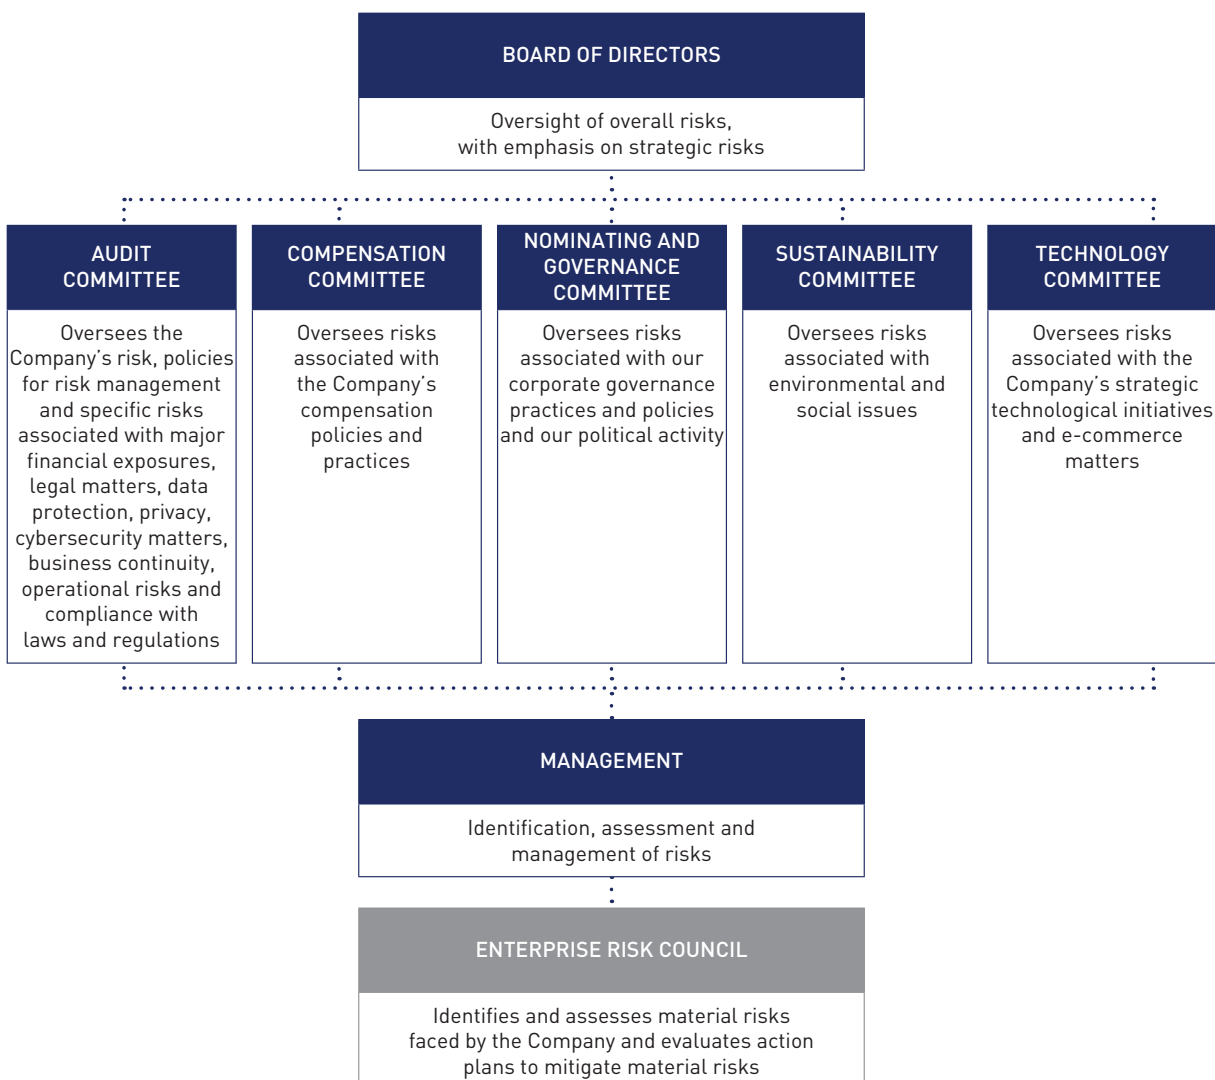 BOARD OF DIRECTORS
Oversight of overall risks,
with emphasis on strategic risks
AUDIT
COMMITTEE
Oversees the
Company’s risk, policies
for risk management
and specific risks
associated with major
financial exposures,
legal matters, data
protection, privacy,
cybersecurity matters,
business continuity,
operational risks and
compliance with
laws and regulations
COMPENSATION
COMMITTEE
Oversees risks
associated with
the Company’s
compensation
policies and
practices
NOMINATING AND
GOVERNANCE
COMMITTEE
Oversees risks
associated with our
corporate governance
practices and policies
and our political activity
SUSTAINABILITY
COMMITTEE
Oversees risks
associated with
environmental and
social issues
TECHNOLOGY
COMMITTEE
Oversees risks
associated with the
Company’s strategic
technological initiatives
and e-commerce
matters
MANAGEMENT
Identification, assessment and
management of risks
ENTERPRISE RISK COUNCIL
Identifies and assesses material risks
faced by the Company and evaluates action
plans to mitigate material risks